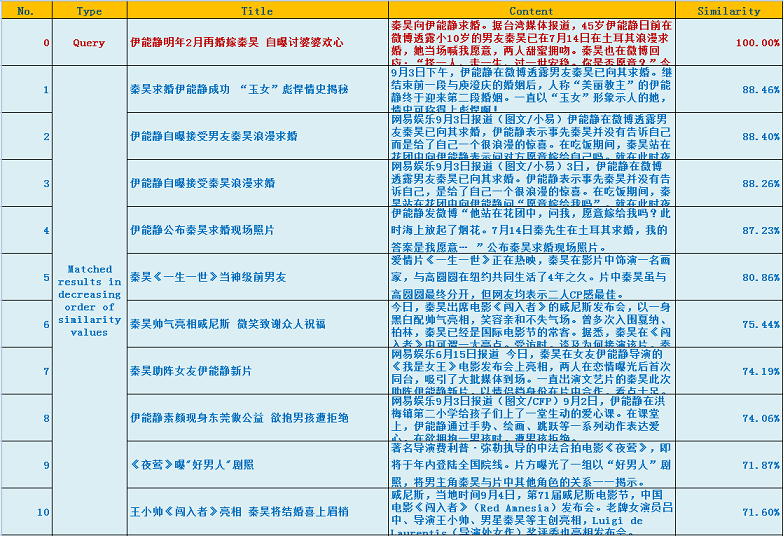 No. Type Title Content Similarity
0 Query 伊能静明年2月再婚嫁秦昊 自曝讨婆婆欢心 100.00%
秦昊向伊能静求婚。据台湾媒体报道,45岁伊能静日前在
微博透露小10岁的男友秦昊已在7月14日在土耳其浪漫求
婚,她当场喊我愿意,两人甜蜜拥吻。秦昊也在微博回
应:“择一人,走一生,过一世安稳。你是否愿意?”今
1 秦昊求婚伊能静成功 “玉女”彪悍情史揭秘 88.46%
9月3日下午,伊能静在微博透露男友秦昊已向其求婚。继
结束前一段与庾澄庆的婚姻后,人称“美丽教主”的伊能
静终于迎来第二段婚姻。一直以“玉女”形象示人的她,
情史可称得上彪悍啊!
2 伊能静自曝接受男友秦昊浪漫求婚 88.40%
网易娱乐9月3日报道(图文/小易)伊能静在微博透露男
友秦昊已向其求婚,伊能静表示事先秦昊并没有告诉自己
而是给了自己一个很浪漫的惊喜。在吃饭期间,秦昊站在
花团中向伊能静表示问对方愿意嫁给自己吗。就在此时夜
3 伊能静自曝接受秦昊浪漫求婚 88.26%
网易娱乐9月3日报道(图文/小易)3日,伊能静在微博
透露男友秦昊已向其求婚。伊能静表示事先秦昊并没有告
诉自己,是给了自己一个很浪漫的惊喜。在吃饭期间,秦
昊站在花团中向伊能静问“愿意嫁给我吗”。就在此时夜
4 伊能静公布秦昊求婚现场照片 87.23%
伊能静发微博“他站在花团中,问我,愿意嫁给我吗?此
时海上放起了烟花。7月14日秦先生在土耳其求婚,我的
答案是我愿意… ”公布秦昊求婚现场照片。
Matched
results in
decreasing
order of
similarity
values
5 秦昊《一生一世》当神级前男友 80.86%
爱情片《一生一世》正在热映,秦昊在影片中饰演一名画
家,与高圆圆在纽约共同生活了4年之久。片中秦昊虽与
高圆圆最终分开,但网友均表示二人CP感最佳。
6 秦昊帅气亮相威尼斯 微笑致谢众人祝福 75.44%
今日,秦昊出席电影《闯入者》的威尼斯发布会,以一身
黑白配帅气亮相,笑容亲和不失气场。曾多次入围戛纳、
柏林,秦昊已经是国际电影节的常客。据悉,秦昊在《闯
入者》中可谓一大亮点。受访时,谈及为何接演该片,秦
7 秦昊助阵女友伊能静新片 74.19%
网易娱乐6月15日报道 今日,秦昊在女友伊能静导演的
《我是女王》电影发布会上亮相,两人在恋情曝光后首次
同台,吸引了大批媒体到场。一直出演文艺片的秦昊此次
助阵伊能静新片,以情侣档身份在片中合作,看点十足。
8 伊能静素颜现身东莞做公益 欲抱男孩遭拒绝 74.06%
网易娱乐9月3日报道(图文/CFP)9月2日,伊能静在洪
梅镇第二小学给孩子们上了一堂生动的爱心课。在课堂
上,伊能静通过手势、绘画、跳跃等一系列动作表达爱
心,在欲拥抱一男孩时,遭男孩拒绝。
9 《夜莺》曝"好男人"剧照 71.87%
著名导演费利普·弥勒执导的中法合拍电影《夜莺》,即
将于年内登陆全国院线。片方曝光了一组以“好男人”剧
照,将男主角秦昊与片中其他角色的关系一一揭示。
10 王小帅《闯入者》亮相 秦昊将结婚喜上眉梢 71.60%
威尼斯,当地时间9月4日,第71届威尼斯电影节,中国
电影《闯入者》(Red Amnesia)发布会。老牌女演员吕
中、导演王小帅、男星秦昊等主创亮相,Luigi de
Laurentis(导演处女作)奖评委也亮相发布会。